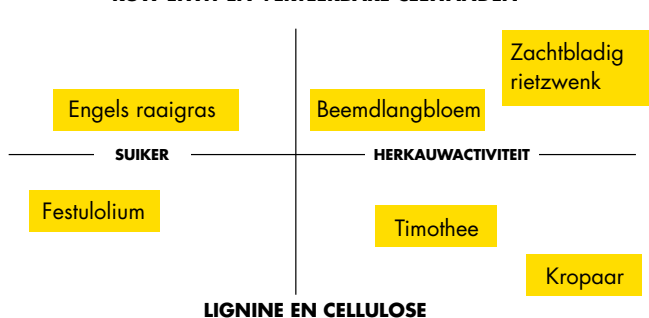 Zachtbladig
rietzwenk
Engels raaigras
Beemdlangbloem
SUIKER
HERKAUWACTIVITEIT
Festulolium
Timothee
Kropaar
LIGNINE EN CELLULOSE